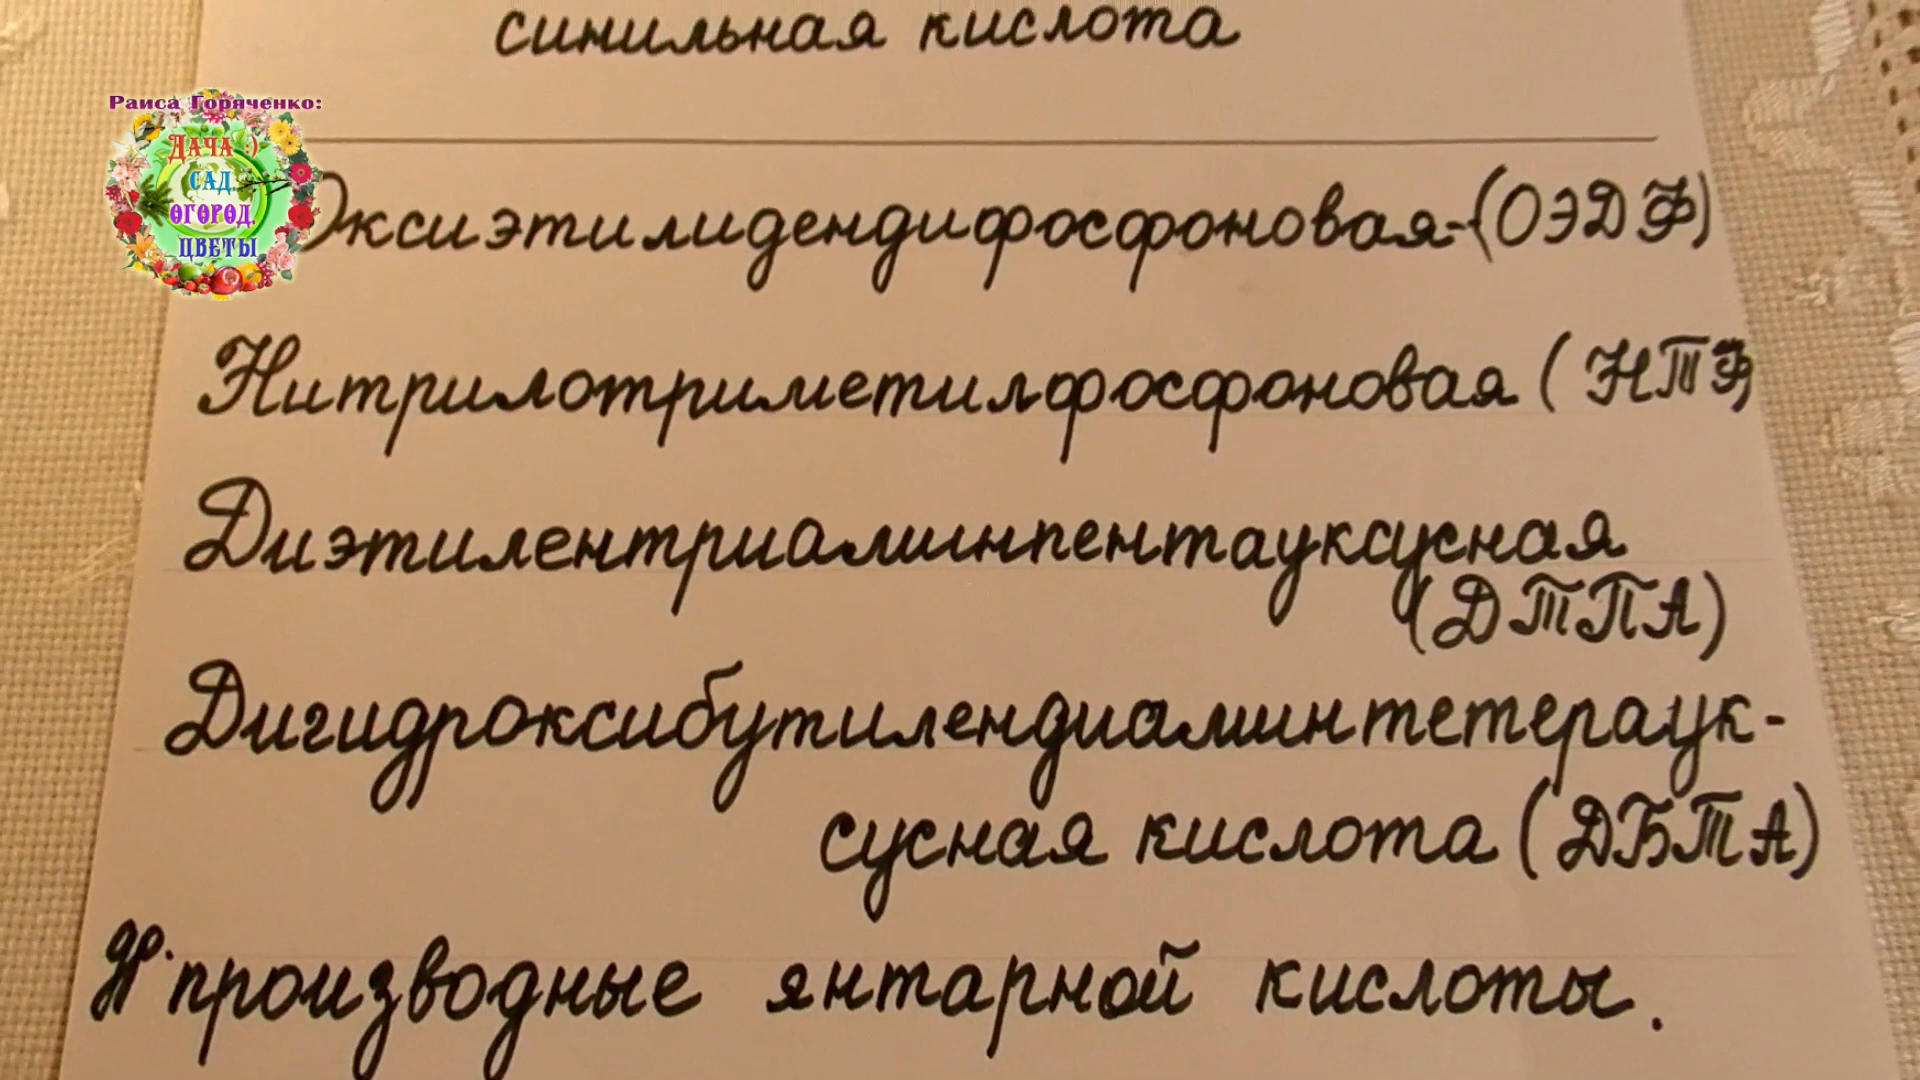 синильная кислота
Раиса Горяченко:
Дача :)
сад
огород
цветы
Оксиэтилидендифосфоновая-(ОЭДФ)
Нитрилотриметилфосфоновая (НТФ)
Диэтилентриаминпентауксусная
(ДТПА)
Дигидроксибутилендиаминтетераук-
сусная кислота (ДБТА)
производные янтарной кислоты.